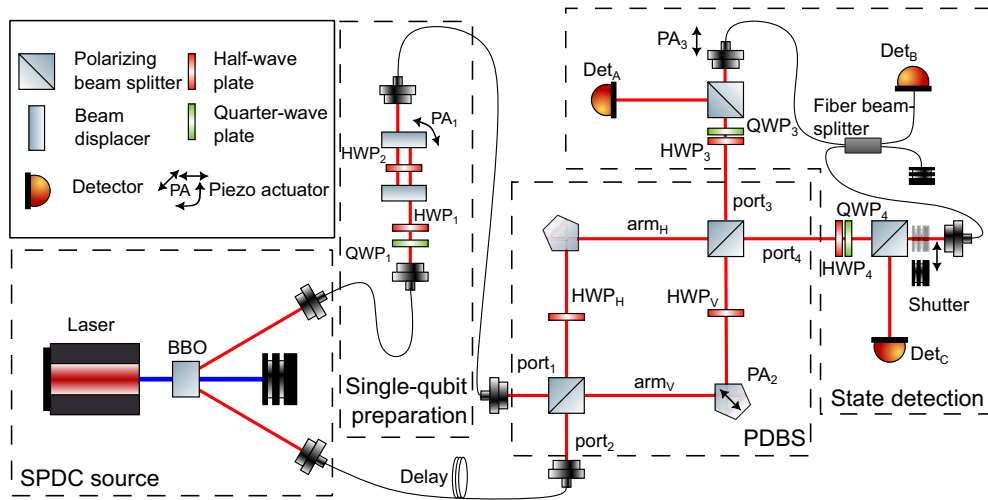 Polarizing
beam splitter
Half-wave
plate
Beam
displacer
Quarter-wave
plate
Detector
PA
Piezo actuator
PA₁
HWP₂
HWP₁
QWP₁
Single-qubit
preparation
Laser
BBO
SPDC source
Delay
port₁
port₂
arm_H
arm_V
HWP_H
HWP_V
PA₂
port₃
port₄
PDBS
PA₃
Det_A
QWP₃
HWP₃
Det_B
Fiber beam-
splitter
QWP₄
HWP₄
Shutter
Det_C
State detection